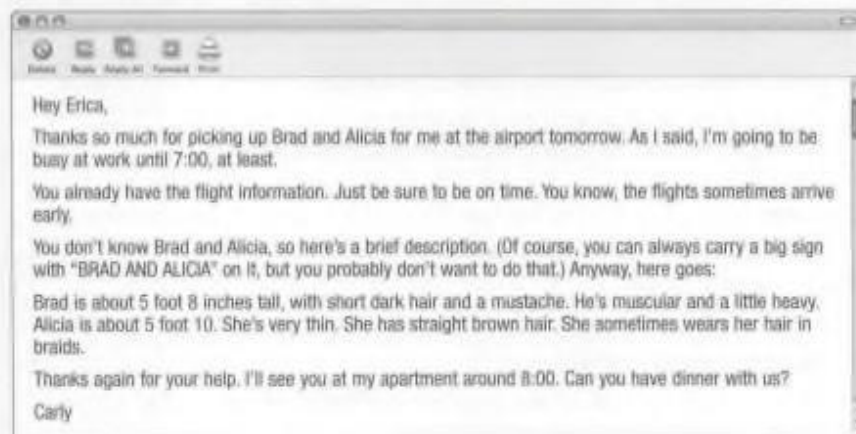 Delete Reply Reply All Forward Print
Hey Erica,
Thanks so much for picking up Brad and Alicia for me at the airport tomorrow. As I said, I'm going to be
busy at work until 7:00, at least.
You already have the flight information. Just be sure to be on time. You know, the flights sometimes arrive
early.
You don't know Brad and Alicia, so here's a brief description. (Of course, you can always carry a big sign
with "BRAD AND ALICIA" on it, but you probably don't want to do that.) Anyway, here goes:
Brad is about 5 foot 8 inches tall, with short dark hair and a mustache. He's muscular and a little heavy.
Alicia is about 5 foot 10. She's very thin. She has straight brown hair. She sometimes wears her hair in
braids.
Thanks again for your help. I'll see you at my apartment around 8:00. Can you have dinner with us?
Carly